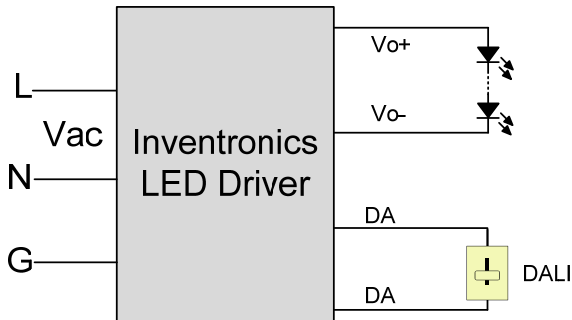 L
Vac
N
G
Inventronics
LED Driver
Vo+
Vo-
DA
DA
DALI